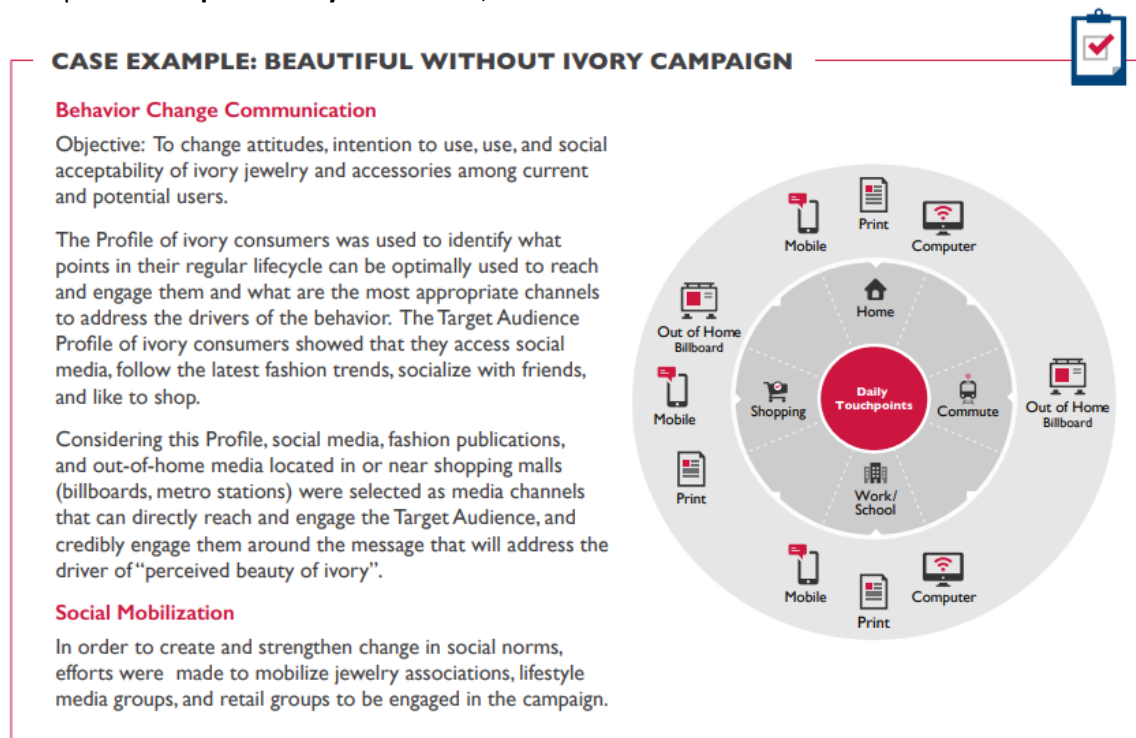 CASE EXAMPLE: BEAUTIFUL WITHOUT IVORY CAMPAIGN
Behavior Change Communication
Objective: To change attitudes, intention to use, use, and social
acceptability of ivory jewelry and accessories among current
and potential users.
The Profile of ivory consumers was used to identify what
points in their regular lifecycle can be optimally used to reach
and engage them and what are the most appropriate channels
to address the drivers of the behavior. The Target Audience
Profile of ivory consumers showed that they access social
media, follow the latest fashion trends, socialize with friends,
and like to shop.
Considering this Profile, social media, fashion publications,
and out-of-home media located in or near shopping malls
(billboards, metro stations) were selected as media channels
that can directly reach and engage the Target Audience, and
credibly engage them around the message that will address the
driver of "perceived beauty of ivory".
Social Mobilization
In order to create and strengthen change in social norms,
efforts were made to mobilize jewelry associations, lifestyle
media groups, and retail groups to be engaged in the campaign.
Mobile
Print
Computer
Out of Home
Billboard
Mobile
Print
Home
Shopping
Daily
Touchpoints
Commute
Work/
School
Out of Home
Billboard
Mobile
Print
Computer